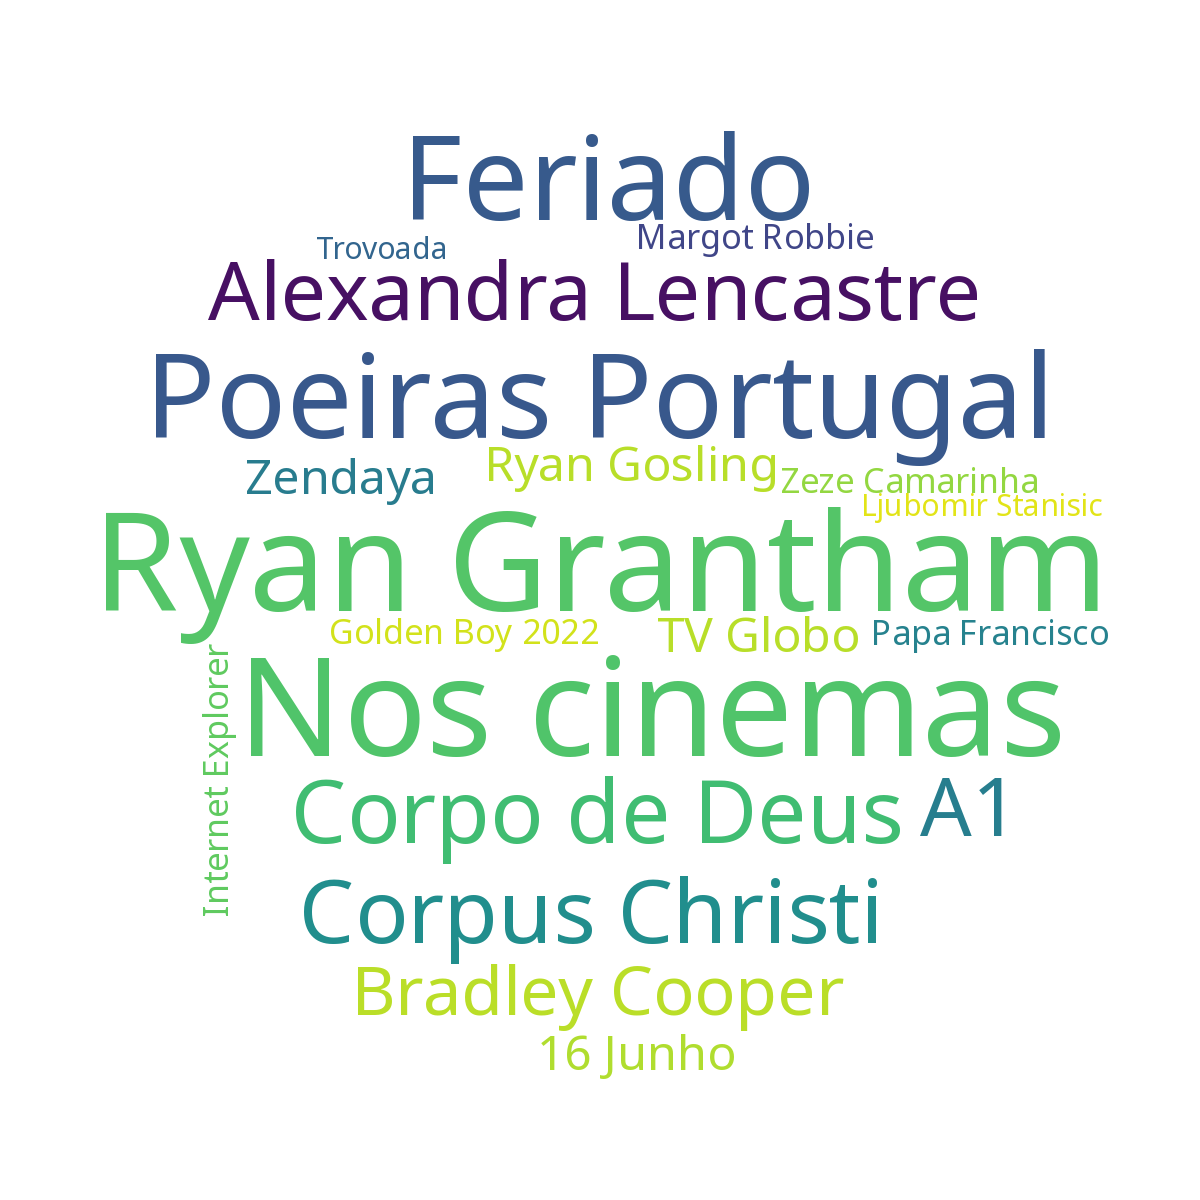 Feriado
Trovoada
Margot Robbie
Alexandra Lencastre
Poeiras Portugal
Zendaya
Ryan Gosling
Zeze Camarinha
Ljubomir Stanisic
Ryan Grantham
Golden Boy 2022
TV Globo
Papa Francisco
Internet Explorer
Nos cinemas
Corpo de Deus
A1
Corpus Christi
Bradley Cooper
16 Junho